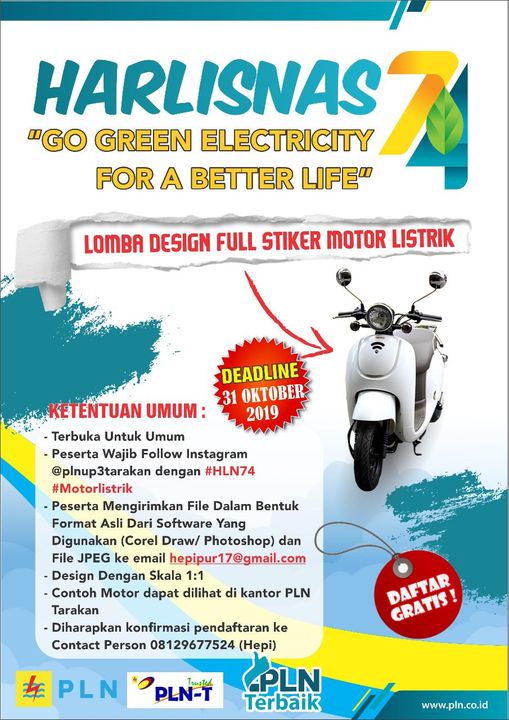 HARLISNAS 74
"GO GREEN ELECTRICITY
FOR A BETTER LIFE"
LOMBA DESIGN FULL STIKER MOTOR LISTRIK
DEADLINE
31 OKTOBER
2019
KETENTUAN UMUM :
- Terbuka Untuk Umum
- Peserta Wajib Follow Instagram
@plnup3tarakan dengan #HLN74
#Motorlistrik
- Peserta Mengirimkan File Dalam Bentuk
Format Asli Dari Software Yang
Digunakan (Corel Draw/ Photoshop) dan
File JPEG ke email hepipur17@gmail.com
- Design Dengan Skala 1:1
- Contoh Motor dapat dilihat di kantor PLN
Tarakan
- Diharapkan konfirmasi pendaftaran ke
Contact Person 08129677524 (Hepi)
DAFTAR
GRATIS !
PLN
Trusted
PLN-T
PLN
Terbaik
www.pln.co.id